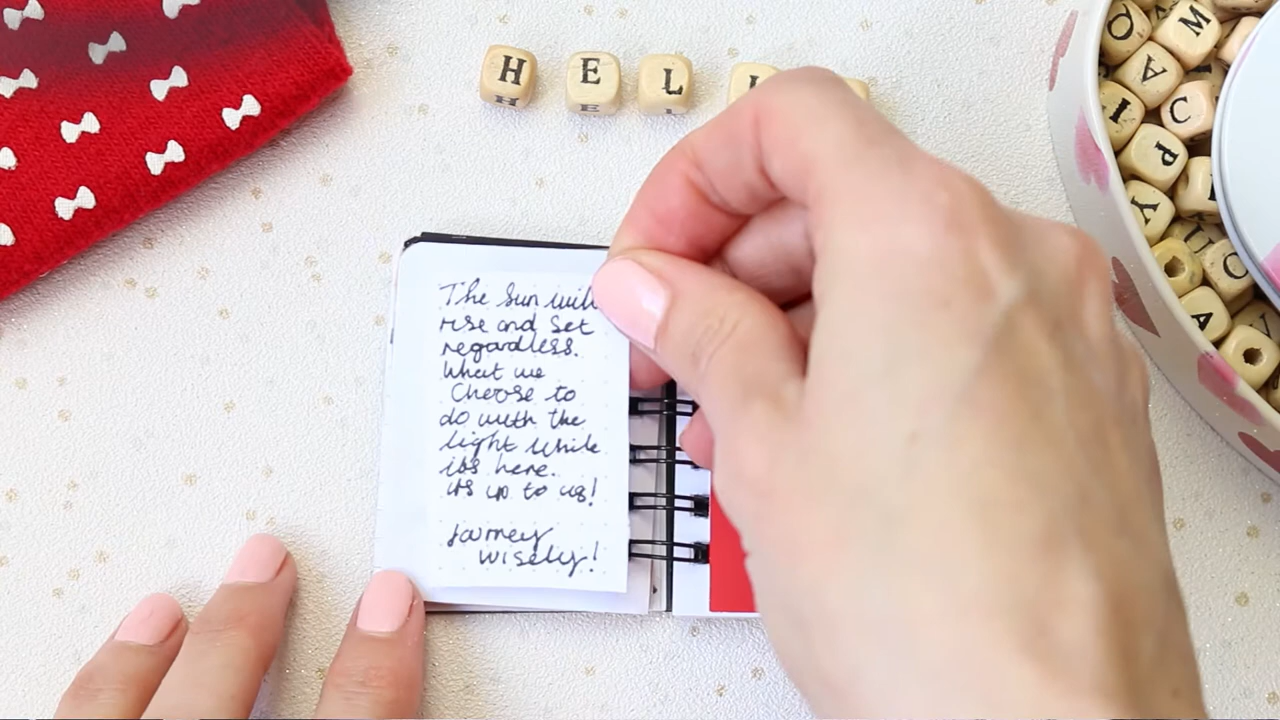 H E L L
The Sun will
rise and set
regardless.
What we
Choose to
do with the
light while
its here.
its up to us!
Journey
wisely!
Q M
A
I C
P
Y
O
A